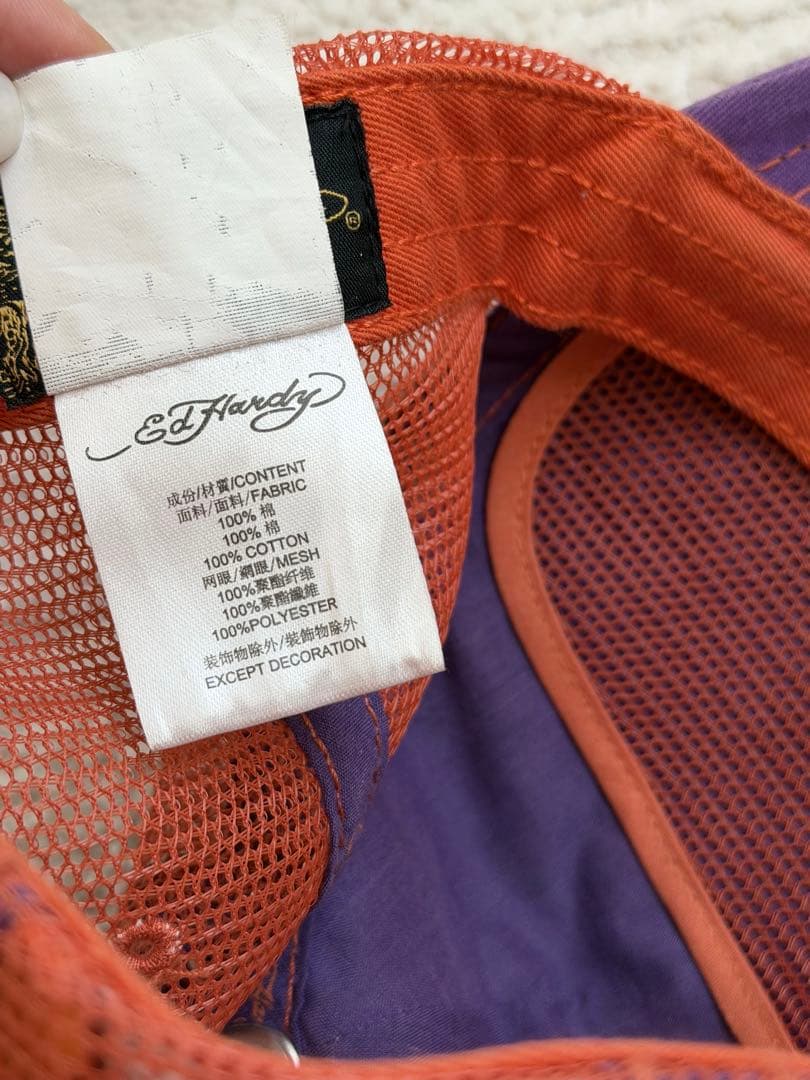 ®
Ed Hardy
成份/材質/CONTENT
面料/面料/FABRIC
100% 棉
100% 棉
100% COTTON
网眼/網眼/MESH
100%聚酯纤维
100%聚酯纖維
100%POLYESTER
装饰物除外/裝飾物除外
EXCEPT DECORATION